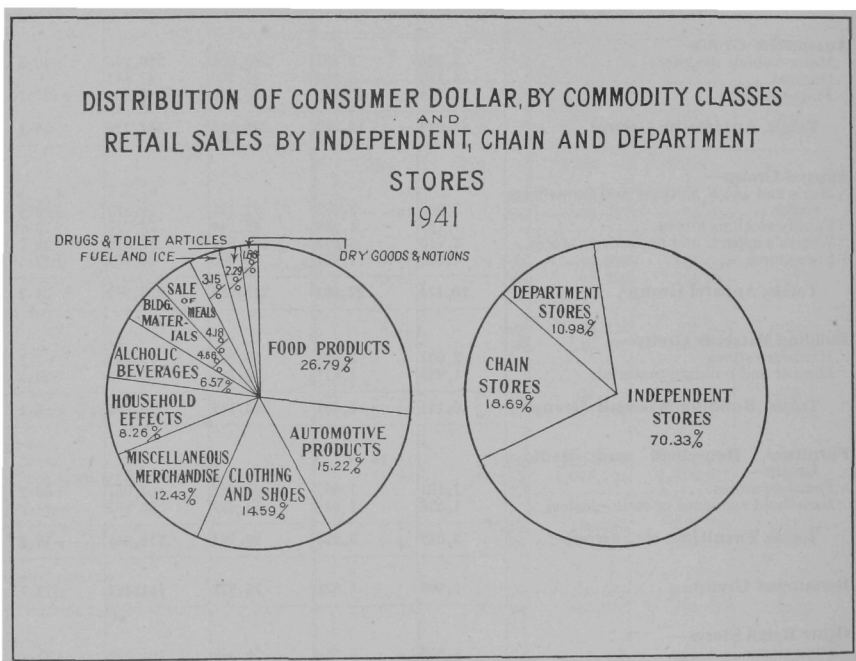 DISTRIBUTION OF CONSUMER DOLLAR, BY COMMODITY CLASSES
AND
RETAIL SALES BY INDEPENDENT, CHAIN AND DEPARTMENT
STORES
1941
DRUGS & TOILET ARTICLES
FUEL AND ICE
DRY GOODS & NOTIONS
1.86%
2.29%
3.15%
SALE
OF
MEALS
4.18%
BLDG.
MATER-
IALS
4.66%
ALCHOLIC
BEVERAGES
6.57%
HOUSEHOLD
EFFECTS
8.26%
MISCELLANEOUS
MERCHANDISE
12.43%
CLOTHING
AND SHOES
14.59%
AUTOMOTIVE
PRODUCTS
15.22%
FOOD PRODUCTS
26.79%
DEPARTMENT
STORES
10.98%
CHAIN
STORES
18.69%
INDEPENDENT
STORES
70.33%